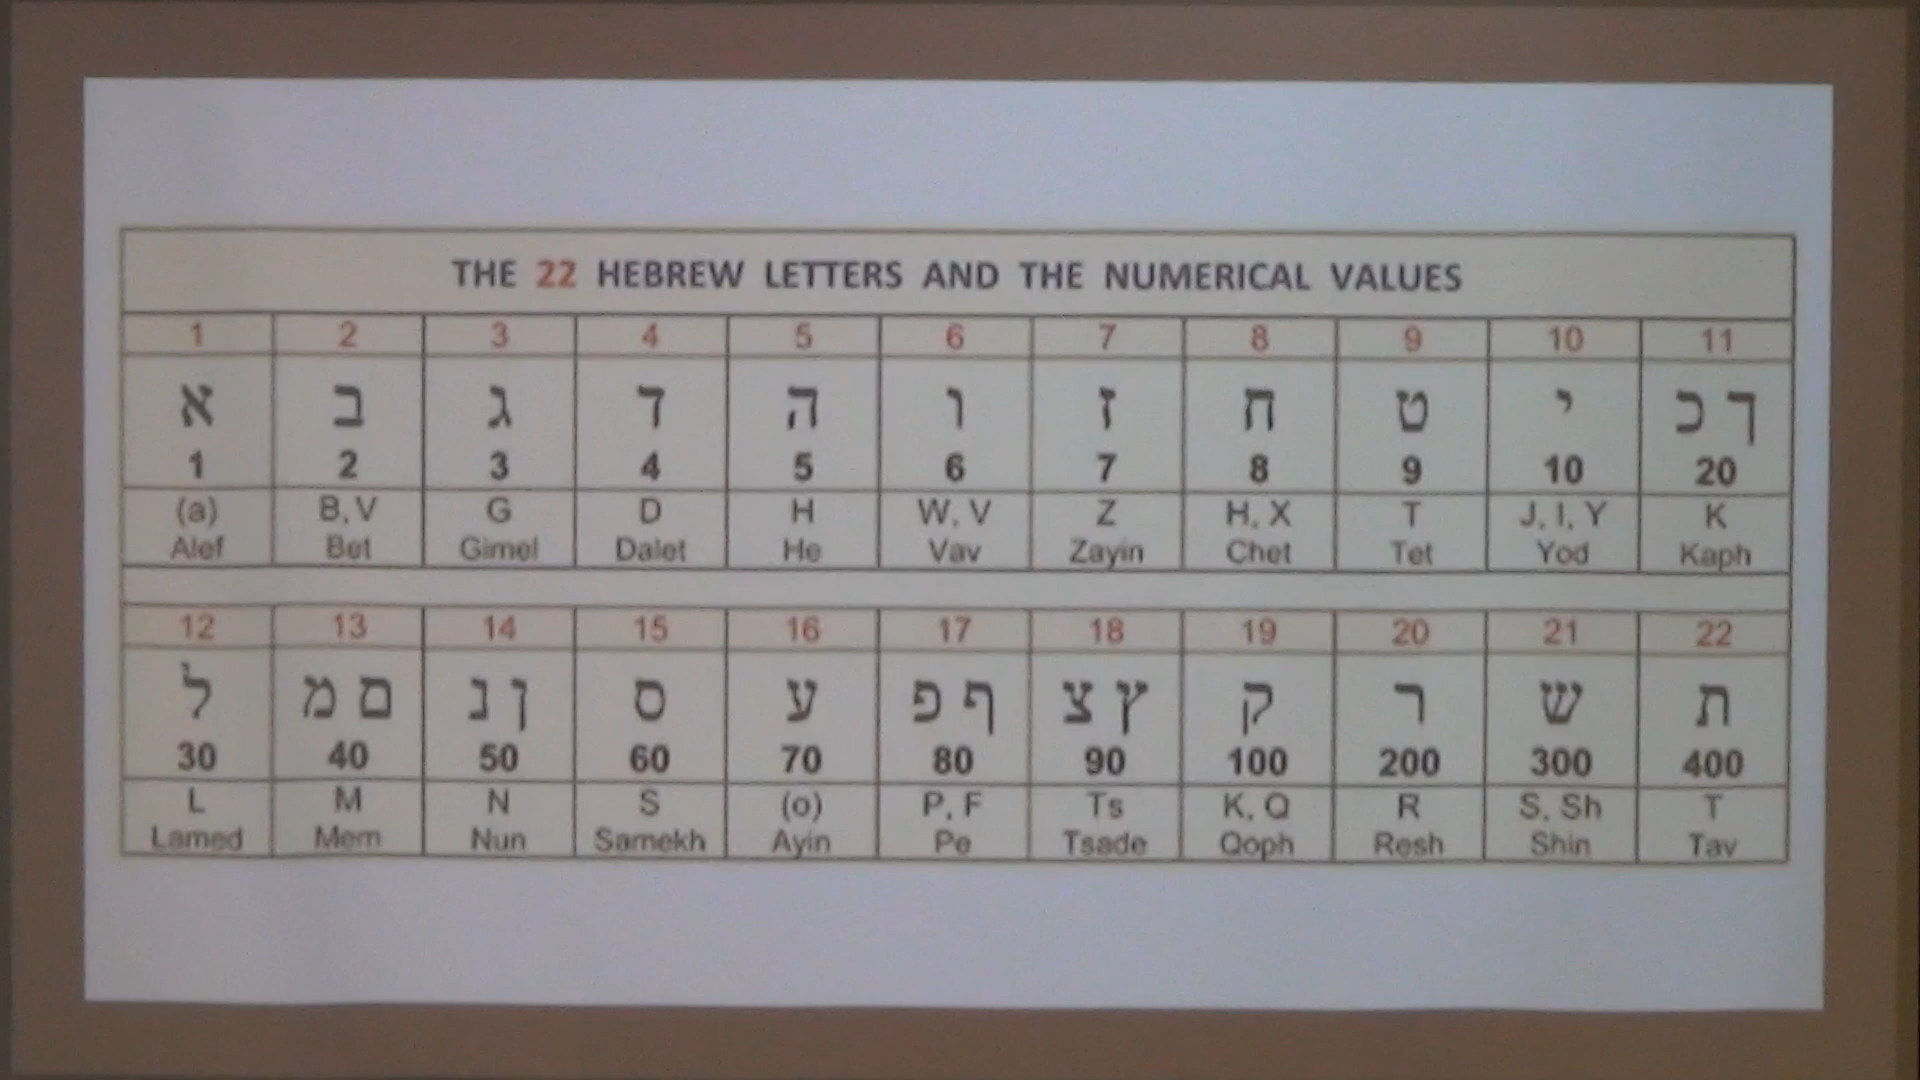 THE 22 HEBREW LETTERS AND THE NUMERICAL VALUES
1 2 3 4 5 6 7 8 9 10 11
א ב ג ד ה ו ז ח ט י כ ך
1 2 3 4 5 6 7 8 9 10 20
(a) B, V G D H W, V Z H, X T J, I, Y K
Alef Bet Gimel Dalet He Vav Zayin Chet Tet Yod Kaph
12 13 14 15 16 17 18 19 20 21 22
ל מ ם נ ן ס ע פ ף צ ץ ק ר ש ת
30 40 50 60 70 80 90 100 200 300 400
L M N S (o) P, F Ts K, Q R S, Sh T
Lamed Mem Nun Samekh Ayin Pe Tsade Qoph Resh Shin Tav